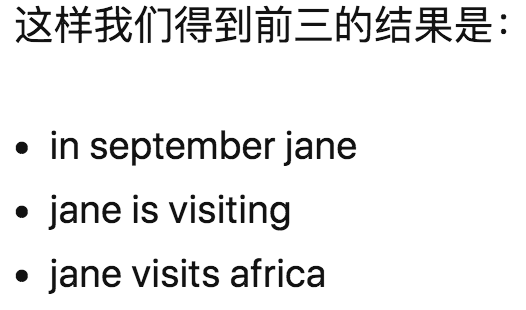 这样我们得到前三的结果是：
• in september jane
• jane is visiting
• jane visits africa